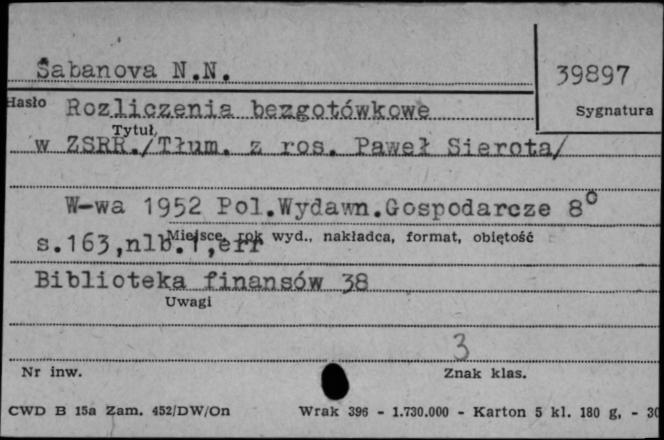 Šabanova N.N.
39897
Hasło
Sygnatura
Rozliczenia bezgotówkowe
Tytuł
w ZSRR./Tłum. z ros. Paweł Sierota/
W-wa 1952 Pol.Wydawn.Gospodarcze 8°
Miejsce, rok wyd., nakładca, format, objętość
s.163,nlb.1,err
Biblioteka finansów 38
Uwagi
3
Nr inw.
Znak klas.
CWD B 15a Zam. 452/DW/On
Wrak 396 - 1.730.000 - Karton 5 kl. 180 g, - 30